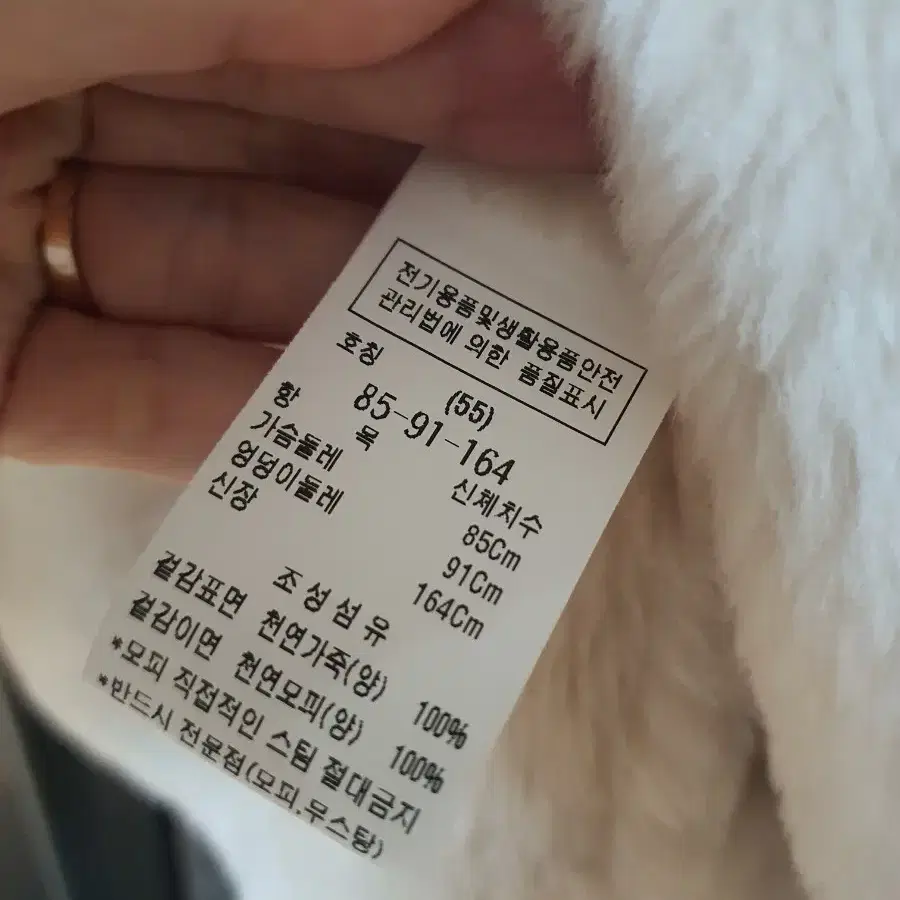 전기용품및생활용품안전
관리법에 의한 품질표시
호칭 (55)
85-91-164
항 목 신체치수
가슴둘레 85Cm
엉덩이둘레 91Cm
신장 164Cm
조성섬유
겉감표면 천연가죽(양) 100%
겉감이면 천연모피(양) 100%
*모피 직접적인 스팀 절대금지
*반드시 전문점(모피.무스탕)